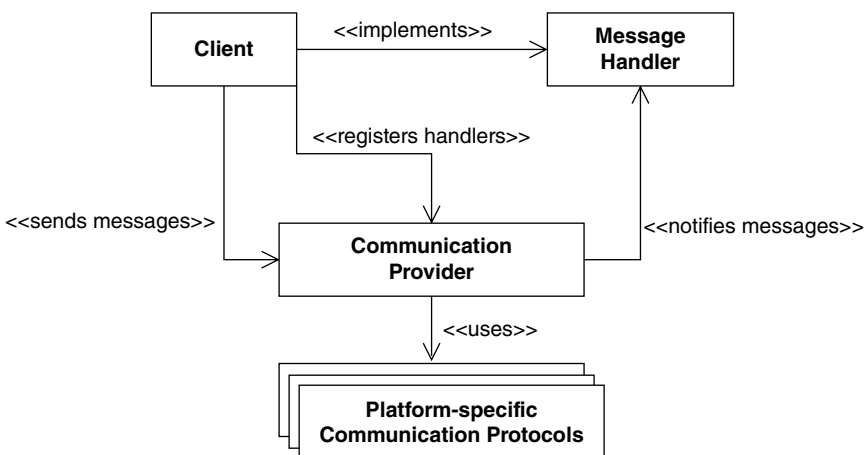 Client
<<implements>>
Message
Handler
<<registers handlers>>
<<sends messages>>
<<notifies messages>>
Communication
Provider
<<uses>>
Platform-specific
Communication Protocols